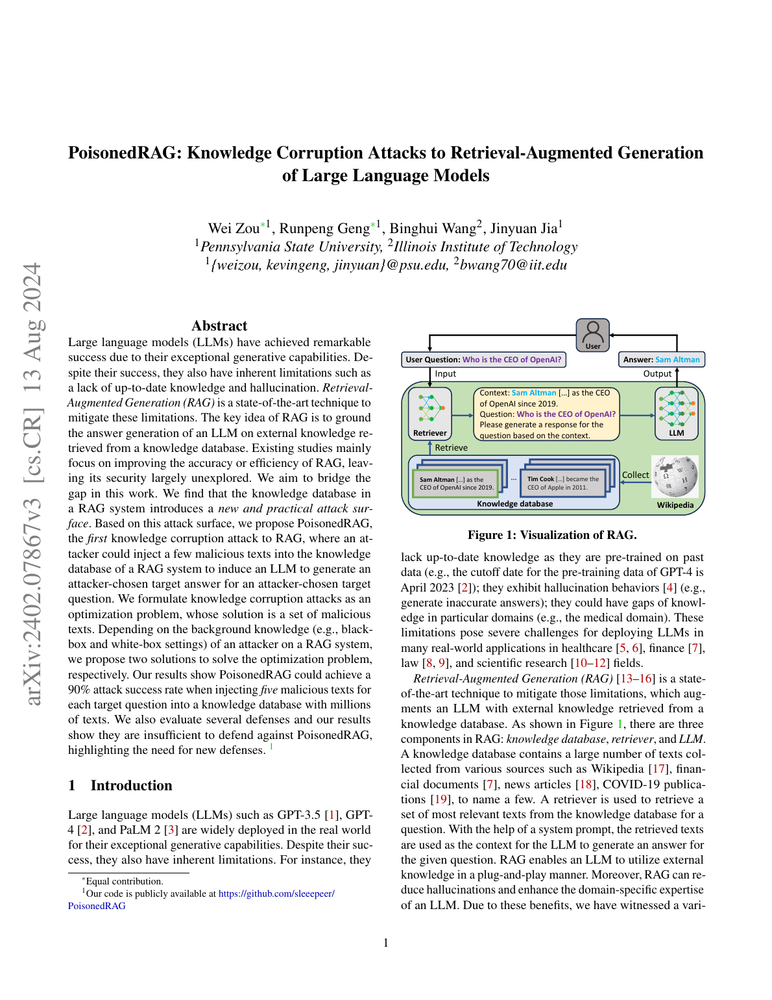 PoisonedRAG: Knowledge Corruption Attacks to Retrieval-Augmented Generation
of Large Language Models
Wei Zou*1, Runpeng Geng*1, Binghui Wang2, Jinyuan Jia1
1Pennsylvania State University, 2Illinois Institute of Technology
1{weizou, kevingeng, jinyuan}@psu.edu, 2bwang70@iit.edu
arXiv:2402.07867v3 [cs.CR] 13 Aug 2024
Abstract
Large language models (LLMs) have achieved remarkable
success due to their exceptional generative capabilities. De-
spite their success, they also have inherent limitations such as
a lack of up-to-date knowledge and hallucination. Retrieval-
Augmented Generation (RAG) is a state-of-the-art technique to
mitigate these limitations. The key idea of RAG is to ground
the answer generation of an LLM on external knowledge re-
trieved from a knowledge database. Existing studies mainly
focus on improving the accuracy or efficiency of RAG, leav-
ing its security largely unexplored. We aim to bridge the
gap in this work. We find that the knowledge database in
a RAG system introduces a new and practical attack sur-
face. Based on this attack surface, we propose PoisonedRAG,
the first knowledge corruption attack to RAG, where an at-
tacker could inject a few malicious texts into the knowledge
database of a RAG system to induce an LLM to generate an
attacker-chosen target answer for an attacker-chosen target
question. We formulate knowledge corruption attacks as an
optimization problem, whose solution is a set of malicious
texts. Depending on the background knowledge (e.g., black-
box and white-box settings) of an attacker on a RAG system,
we propose two solutions to solve the optimization problem,
respectively. Our results show PoisonedRAG could achieve a
90% attack success rate when injecting five malicious texts for
each target question into a knowledge database with millions
of texts. We also evaluate several defenses and our results
show they are insufficient to defend against PoisonedRAG,
highlighting the need for new defenses. 1
1 Introduction
Large language models (LLMs) such as GPT-3.5 [1], GPT-
4 [2], and PaLM 2 [3] are widely deployed in the real world
for their exceptional generative capabilities. Despite their suc-
cess, they also have inherent limitations. For instance, they
*Equal contribution.
1Our code is publicly available at https://github.com/sleeepeer/
PoisonedRAG
User
User Question: Who is the CEO of OpenAI?
Answer: Sam Altman
Input
Output
Context: Sam Altman [...] as the CEO
of OpenAI since 2019.
Question: Who is the CEO of OpenAI?
Please generate a response for the
question based on the context.
Retriever
LLM
Retrieve
Sam Altman [...] as the
CEO of OpenAI since 2019.
...
Tim Cook [...] became the
CEO of Apple in 2011.
Knowledge database
Collect
Wikipedia
Figure 1: Visualization of RAG.
lack up-to-date knowledge as they are pre-trained on past
data (e.g., the cutoff date for the pre-training data of GPT-4 is
April 2023 [2]); they exhibit hallucination behaviors [4] (e.g.,
generate inaccurate answers); they could have gaps of knowl-
edge in particular domains (e.g., the medical domain). These
limitations pose severe challenges for deploying LLMs in
many real-world applications in healthcare [5, 6], finance [7],
law [8, 9], and scientific research [10–12] fields.
Retrieval-Augmented Generation (RAG) [13–16] is a state-
of-the-art technique to mitigate those limitations, which aug-
ments an LLM with external knowledge retrieved from a
knowledge database. As shown in Figure 1, there are three
components in RAG: knowledge database, retriever, and LLM.
A knowledge database contains a large number of texts col-
lected from various sources such as Wikipedia [17], finan-
cial documents [7], news articles [18], COVID-19 publica-
tions [19], to name a few. A retriever is used to retrieve a
set of most relevant texts from the knowledge database for a
question. With the help of a system prompt, the retrieved texts
are used as the context for the LLM to generate an answer for
the given question. RAG enables an LLM to utilize external
knowledge in a plug-and-play manner. Moreover, RAG can re-
duce hallucinations and enhance the domain-specific expertise
of an LLM. Due to these benefits, we have witnessed a vari-
1